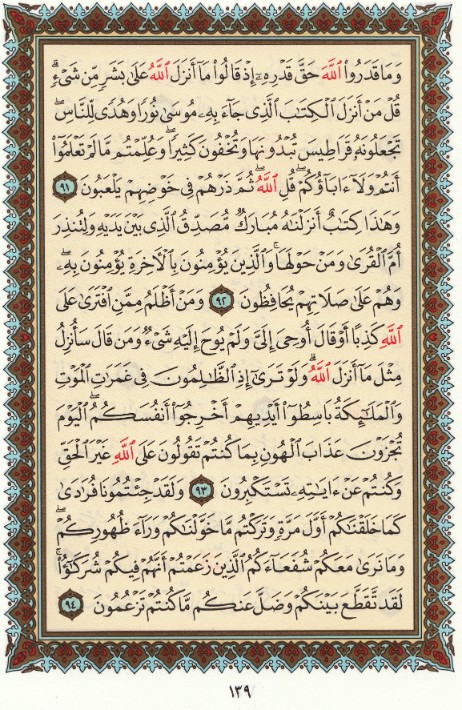 وَمَا قَدَرُوا۟ ٱللَّهَ حَقَّ قَدْرِهِۦٓ إِذْ قَالُوا۟ مَآ أَنزَلَ ٱللَّهُ عَلَىٰ بَشَرٍ مِّن شَىْءٍ ۗ
قُلْ مَنْ أَنزَلَ ٱلْكِتَـٰبَ ٱلَّذِى جَآءَ بِهِۦ مُوسَىٰ نُورًا وَهُدًى لِّلنَّاسِ ۖ
تَجْعَلُونَهُۥ قَرَاطِيسَ تُبْدُونَهَا وَتُخْفُونَ كَثِيرًا ۖ وَعُلِّمْتُم مَّا لَمْ تَعْلَمُوٓا۟
أَنتُمْ وَلَآ ءَابَآؤُكُمْ ۖ قُلِ ٱللَّهُ ۖ ثُمَّ ذَرْهُمْ فِى خَوْضِهِمْ يَلْعَبُونَ ٩١
وَهَـٰذَا كِتَـٰبٌ أَنزَلْنَـٰهُ مُبَارَكٌ مُّصَدِّقُ ٱلَّذِى بَيْنَ يَدَيْهِ وَلِتُنذِرَ
أُمَّ ٱلْقُرَىٰ وَمَنْ حَوْلَهَا ۚ وَٱلَّذِينَ يُؤْمِنُونَ بِٱلْـَٔاخِرَةِ يُؤْمِنُونَ بِهِۦ ۖ
وَهُمْ عَلَىٰ صَلَاتِهِمْ يُحَافِظُونَ ٩٢ وَمَنْ أَظْلَمُ مِمَّنِ ٱفْتَرَىٰ عَلَى
ٱللَّهِ كَذِبًا أَوْ قَالَ أُوحِىَ إِلَىَّ وَلَمْ يُوحَ إِلَيْهِ شَىْءٌ وَمَن قَالَ سَأُنزِلُ
مِثْلَ مَآ أَنزَلَ ٱللَّهُ ۗ وَلَوْ تَرَىٰٓ إِذِ ٱلظَّـٰلِمُونَ فِى غَمَرَٰتِ ٱلْمَوْتِ
وَٱلْمَلَـٰٓئِكَةُ بَاسِطُوٓا۟ أَيْدِيهِمْ أَخْرِجُوٓا۟ أَنفُسَكُمُ ۖ ٱلْيَوْمَ
تُجْزَوْنَ عَذَابَ ٱلْهُونِ بِمَا كُنتُمْ تَقُولُونَ عَلَى ٱللَّهِ غَيْرَ ٱلْحَقِّ
وَكُنتُمْ عَنْ ءَايَـٰتِهِۦ تَسْتَكْبِرُونَ ٩٣ وَلَقَدْ جِئْتُمُونَا فُرَٰدَىٰ
كَمَا خَلَقْنَـٰكُمْ أَوَّلَ مَرَّةٍ وَتَرَكْتُم مَّا خَوَّلْنَـٰكُمْ وَرَآءَ ظُهُورِكُمْ ۖ
وَمَا نَرَىٰ مَعَكُمْ شُفَعَآءَكُمُ ٱلَّذِينَ زَعَمْتُمْ أَنَّهُمْ فِيكُمْ شُرَكَـٰٓؤُا۟ ۚ
لَقَد تَّقَطَّعَ بَيْنَكُمْ وَضَلَّ عَنكُم مَّا كُنتُمْ تَزْعُمُونَ ٩٤
١٣٩